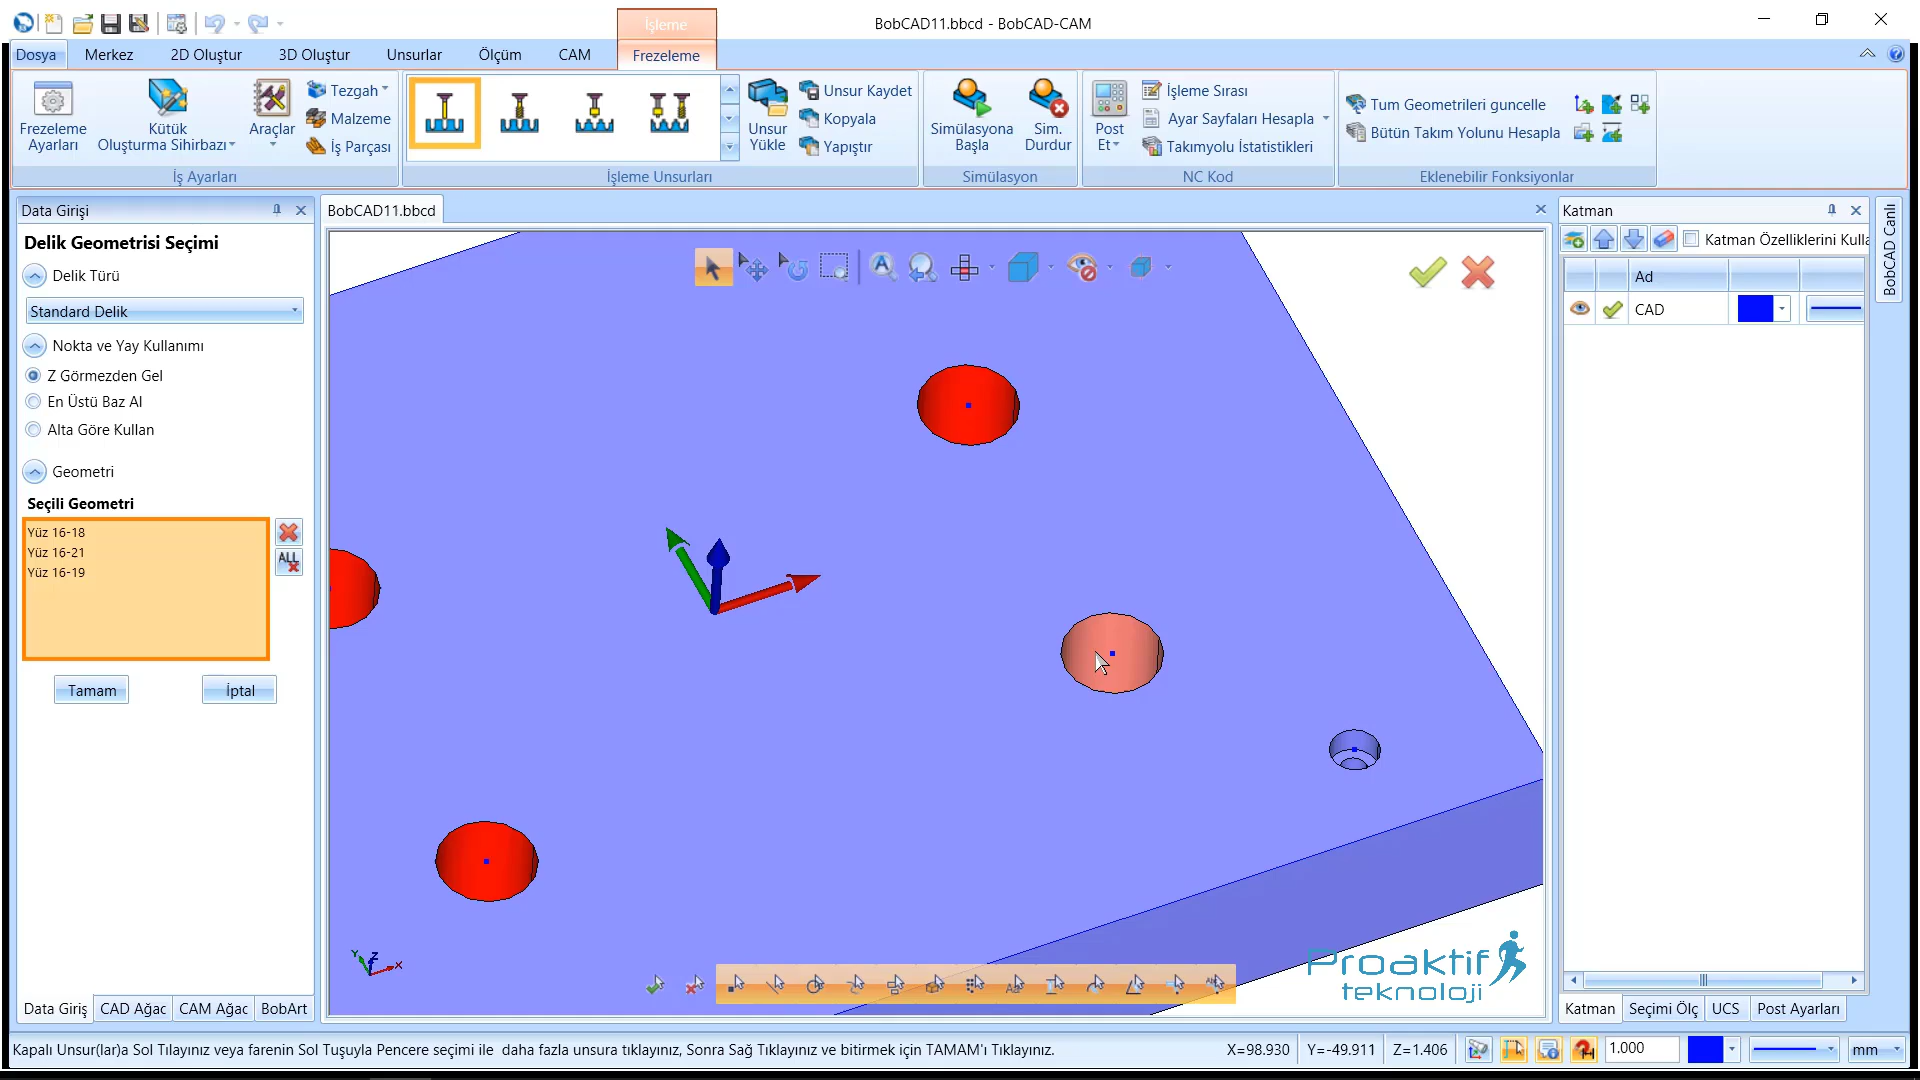 BobCAD11.bbcd - BobCAD-CAM
İşleme
Dosya
Merkez
2D Oluştur
3D Oluştur
Unsurlar
Ölçüm
CAM
Frezeleme
Frezeleme
Ayarları
Kütük
Oluşturma Sihirbazı
Araçlar
Tezgah
Malzeme
İş Parçası
İş Ayarları
Unsur
Yükle
Unsur Kaydet
Kopyala
Yapıştır
İşleme Unsurları
Simülasyona
Başla
Sim.
Durdur
Simülasyon
Post
Et
İşleme Sırası
Ayar Sayfaları Hesapla
Takımyolu İstatistikleri
NC Kod
Tum Geometrileri guncelle
Bütün Takım Yolunu Hesapla
Eklenebilir Fonksiyonlar
Data Girişi
Delik Geometrisi Seçimi
Delik Türü
Standard Delik
Nokta ve Yay Kullanımı
Z Görmezden Gel
En Üstü Baz Al
Alta Göre Kullan
Geometri
Seçili Geometri
Yüz 16-18
Yüz 16-21
Yüz 16-19
ALL
Tamam
İptal
Data Giriş
CAD Ağac
CAM Ağac
BobArt
BobCAD11.bbcd
Y
Z
X
Proaktif
teknoloji
Katman
Katman Özelliklerini Kulla
Ad
CAD
BobCAD Canlı
Katman
Seçimi Ölç
UCS
Post Ayarları
Kapalı Unsur(lar)a Sol Tılayınız veya farenin Sol Tuşuyla Pencere seçimi ile daha fazla unsura tıklayınız, Sonra Sağ Tıklayınız ve bitirmek için TAMAM'ı Tıklayınız.
X=98.930
Y=-49.911
Z=1.406
1.000
mm